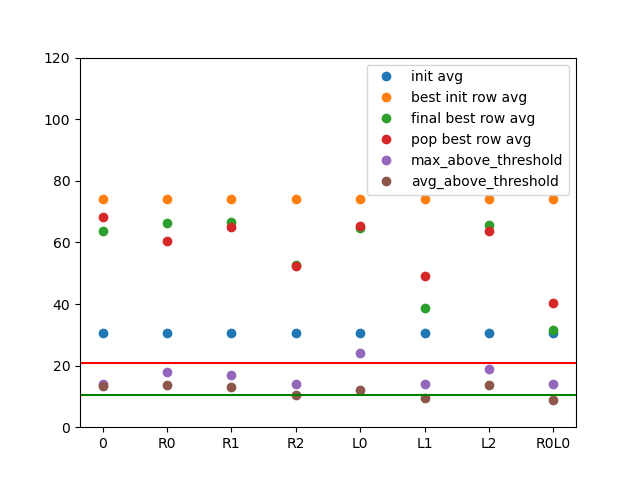 120
100
80
60
40
20
0
init avg
best init row avg
final best row avg
pop best row avg
max_above_threshold
avg_above_threshold
0 R0 R1 R2 L0 L1 L2 R0L0